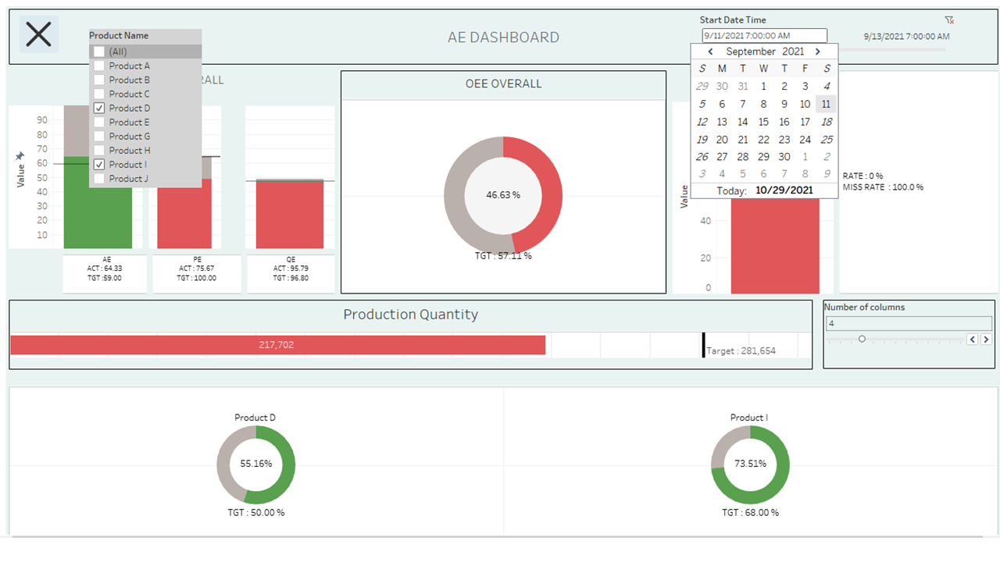 Product Name
(All)
Product A
Product B
Product C
Product D
Product E
Product G
Product H
Product I
Product J
AE DASHBOARD
Start Date Time
9/11/2021 7:00:00 AM
9/13/2021 7:00:00 AM
September 2021
S M T W T F S
29 30 31 1 2 3 4
5 6 7 8 9 10 11
12 13 14 15 16 17 18
19 20 21 22 23 24 25
26 27 28 29 30 1 2
3 4 5 6 7 8 9
Today: 10/29/2021
Value
90
80
70
60
50
40
30
20
10
AE
ACT : 64.33
TGT :59.00
PE
ACT : 75.67
TGT : 100.00
QE
ACT : 95.79
TGT : 96.80
OEE OVERALL
46.63 %
TGT : 57.11 %
Value
40
20
0
RATE : 0 %
MISS RATE : 100.0 %
Production Quantity
217,702
Target : 281,654
Number of columns
4
Product D
55.16%
TGT : 50.00 %
Product I
73.51%
TGT : 68.00 %